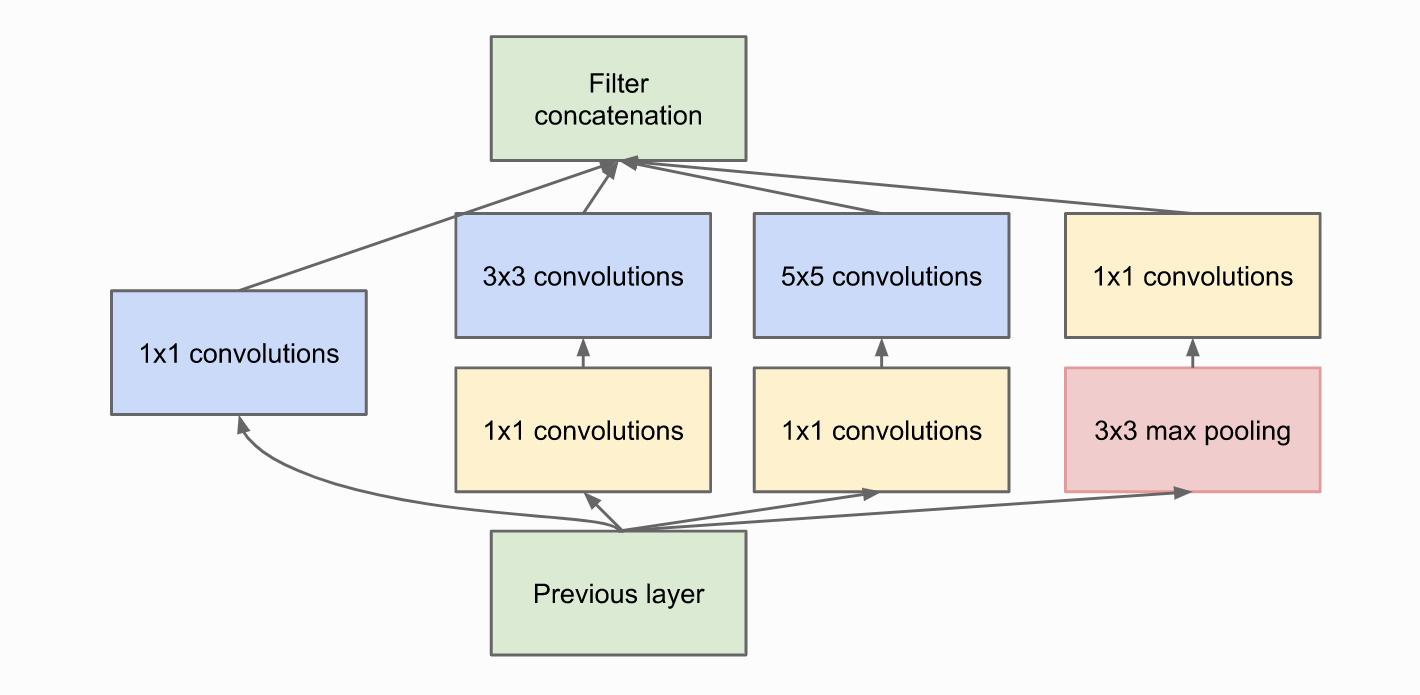 Filter
concatenation
3x3 convolutions
5x5 convolutions
1x1 convolutions
1x1 convolutions
1x1 convolutions
1x1 convolutions
3x3 max pooling
Previous layer